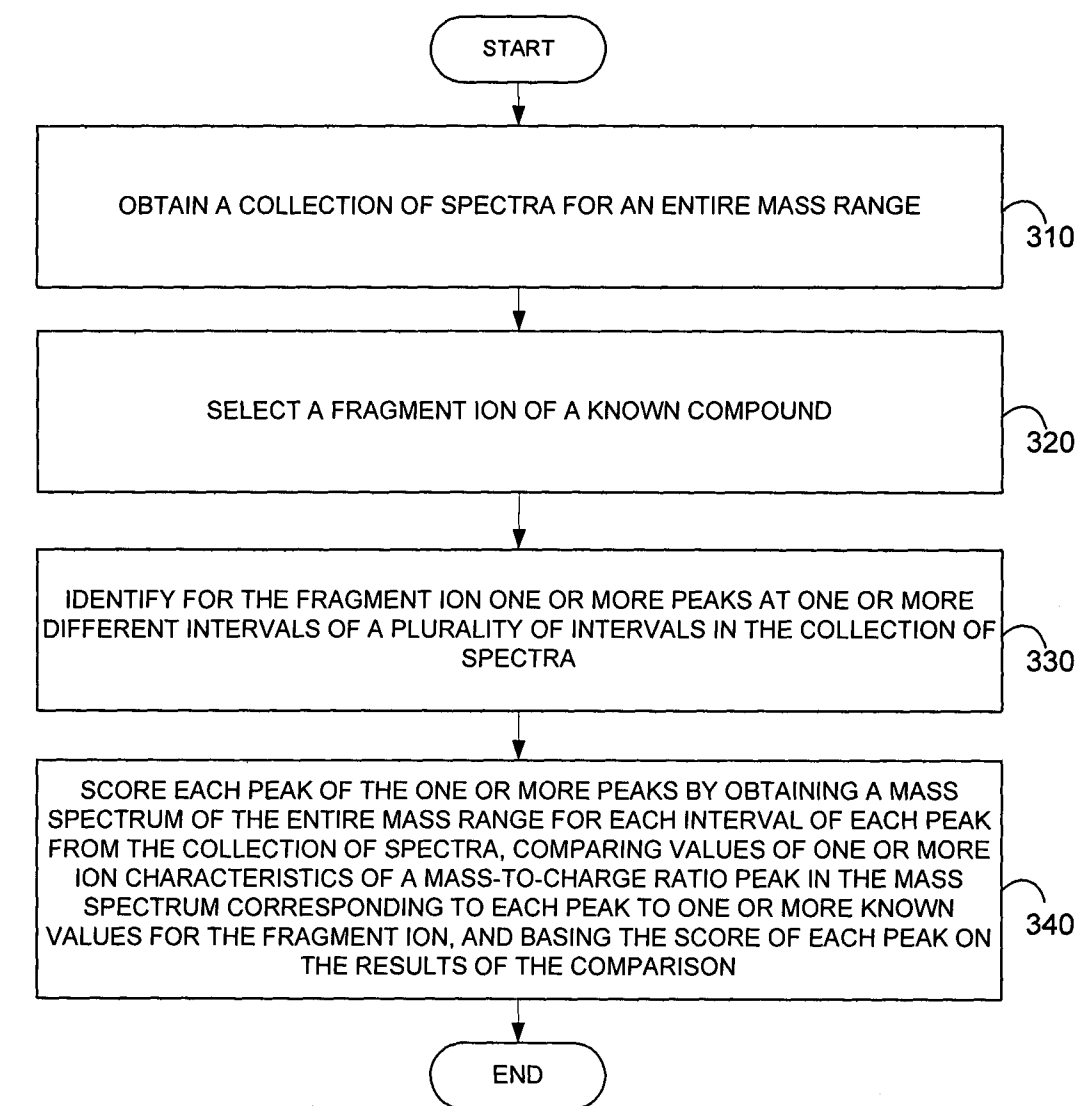 START
OBTAIN A COLLECTION OF SPECTRA FOR AN ENTIRE MASS RANGE
310
SELECT A FRAGMENT ION OF A KNOWN COMPOUND
320
IDENTIFY FOR THE FRAGMENT ION ONE OR MORE PEAKS AT ONE OR MORE
DIFFERENT INTERVALS OF A PLURALITY OF INTERVALS IN THE COLLECTION OF
SPECTRA
330
SCORE EACH PEAK OF THE ONE OR MORE PEAKS BY OBTAINING A MASS
SPECTRUM OF THE ENTIRE MASS RANGE FOR EACH INTERVAL OF EACH PEAK
FROM THE COLLECTION OF SPECTRA, COMPARING VALUES OF ONE OR MORE
ION CHARACTERISTICS OF A MASS-TO-CHARGE RATIO PEAK IN THE MASS
SPECTRUM CORRESPONDING TO EACH PEAK TO ONE OR MORE KNOWN
VALUES FOR THE FRAGMENT ION, AND BASING THE SCORE OF EACH PEAK ON
THE RESULTS OF THE COMPARISON
340
END